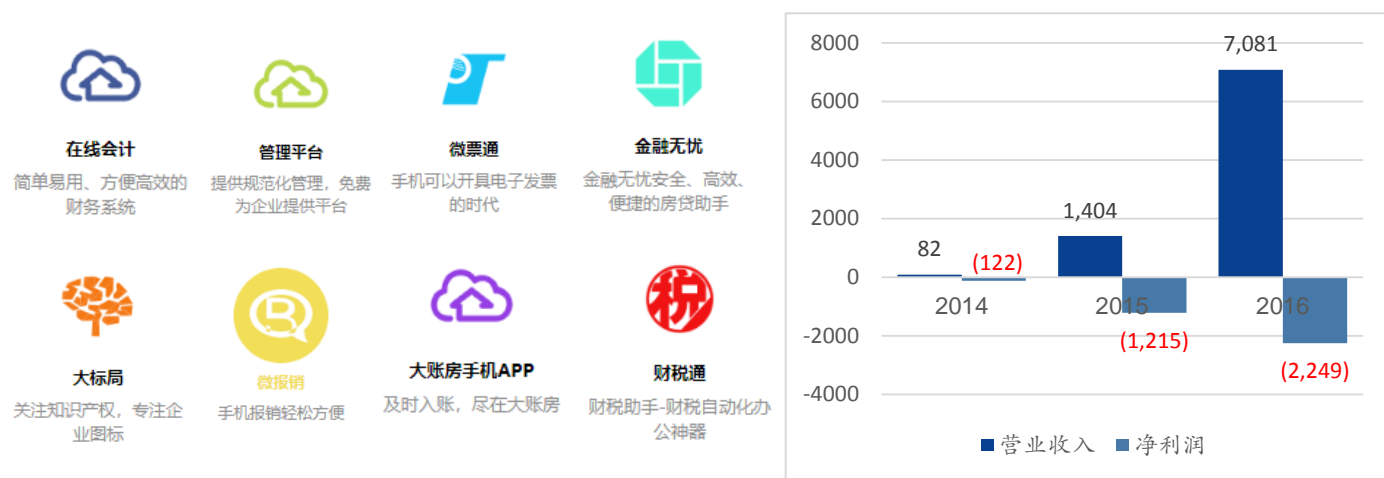 在线会计
简单易用、方便高效的
财务系统
管理平台
提供规范化管理，免费
为企业提供平台
微票通
手机可以开具电子发票
的时代
金融无忧
金融无忧安全、高效、
便捷的房贷助手
大标局
关注知识产权，专注企
业图标
微报销
手机报销轻松方便
大账房手机APP
及时入账，尽在大账房
税
财税通
财税助手-财税自动化办
公神器
8000
6000
4000
2000
0
-2000
-4000
82
(122)
1,404
(1,215)
7,081
(2,249)
2014
2015
2016
营业收入
净利润